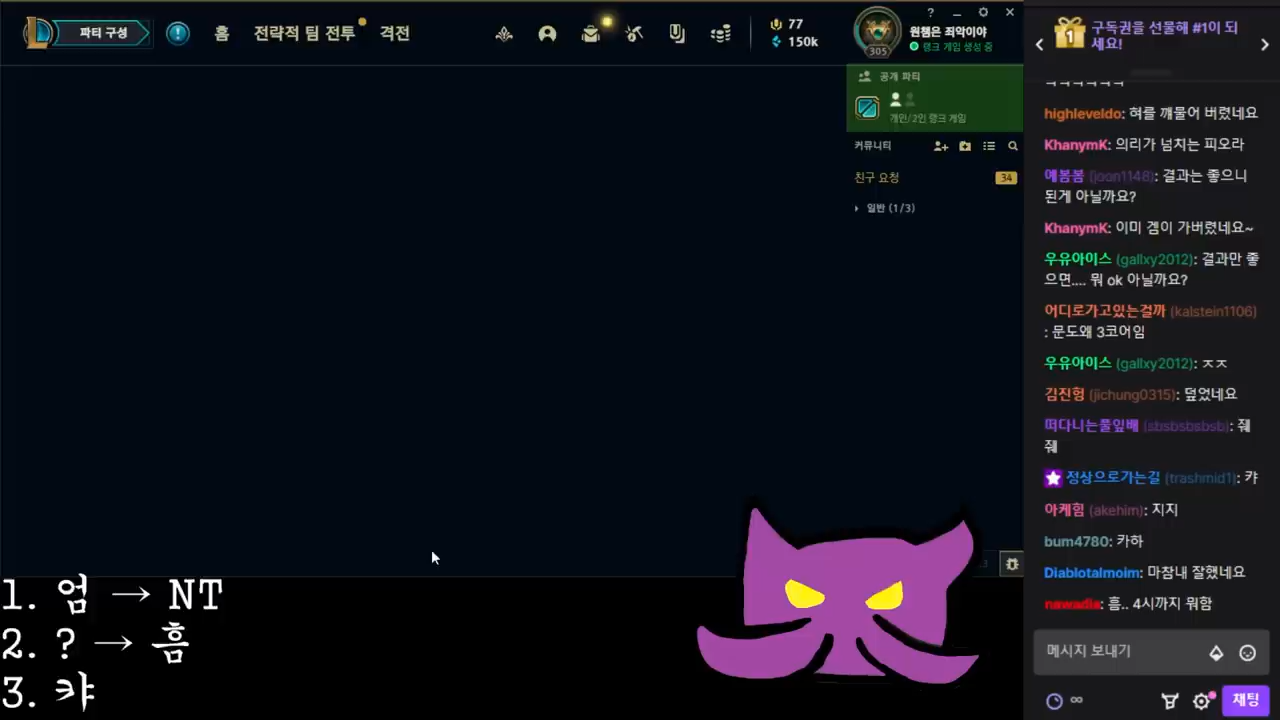 파티 구성
홈
전략적 팀 전투
격전
77
150k
305
원챔은 죄악이야
랭크 게임 생성 중
공개 파티
개인/2인 랭크 게임
커뮤니티
친구 요청
34
일반 (1/3)
1. 엄 → NT
2. ? → 흠
3. 캬
1
구독권을 선물해 #1이 되
세요!
highleveldo: 혀를 깨물어 버렸네요
KhanymK: 의리가 넘치는 피오라
예봄봄 (joon1148): 결과는 좋으니
된게 아닐까요?
KhanymK: 이미 겜이 가버렸네요~
우유아이스 (gallxy2012): 결과만 좋
으면.... 뭐 ok 아닐까요?
어디로가고있는걸까 (kalstein1106)
: 문도왜 3코어임
우유아이스 (gallxy2012): ㅈㅈ
김진형 (jichung0315): 덮었네요
떠다니는풀잎배 (sbsbsbsbsb): 줴
줴
정상으로가는길 (trashmid1): 캬
아케힘 (akehim): 지지
bum4780: 캬하
Diablotalmoim: 마참내 잘했네요
nawadia: 흠.. 4시까지 뭐함
메시지 보내기
채팅